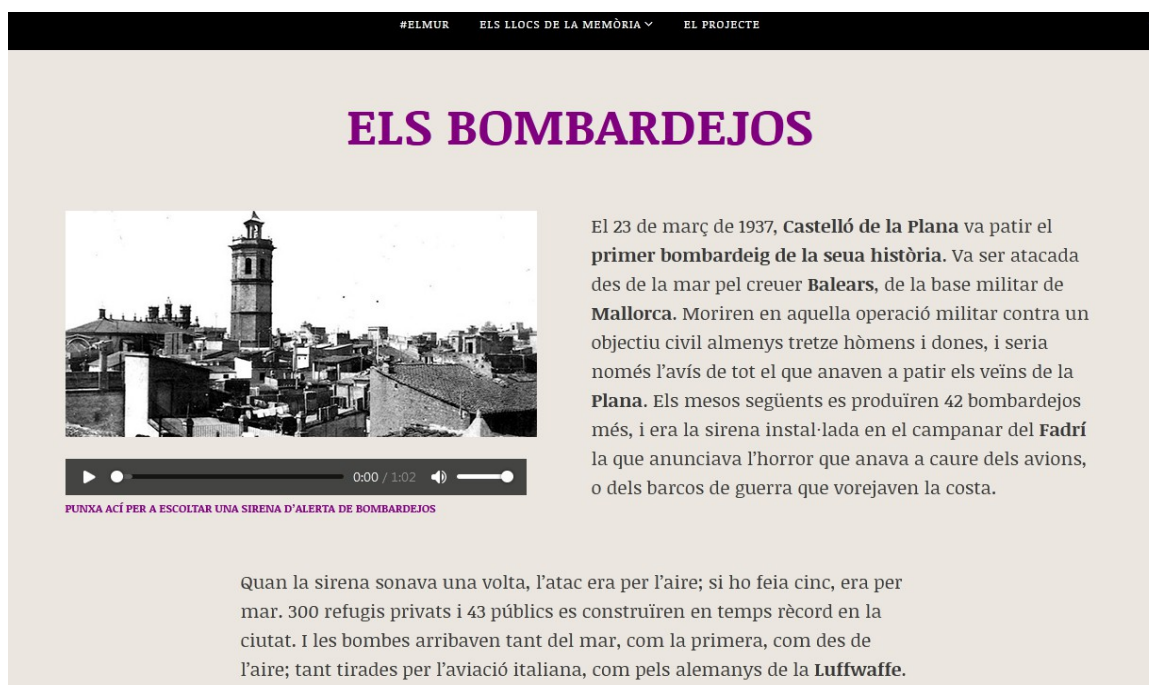 #ELMUR ELS LLOCS DE LA MEMÒRIA EL PROJECTE
ELS BOMBARDEJOS
El 23 de març de 1937, Castelló de la Plana va patir el
primer bombardeig de la seua història. Va ser atacada
des de la mar pel creuer Balears, de la base militar de
Mallorca. Moriren en aquella operació militar contra un
objectiu civil almenys tretze hòmens i dones, i seria
només l’avís de tot el que anaven a patir els veïns de la
Plana. Els mesos següents es produïren 42 bombardejos
més, i era la sirena instal·lada en el campanar del Fadrí
la que anunciava l’horror que anava a caure dels avions,
o dels barcos de guerra que vorejaven la costa.
0:00 / 1:02
PUNXA ACÍ PER A ESCOLTAR UNA SIRENA D’ALERTA DE BOMBARDEJOS
Quan la sirena sonava una volta, l’atac era per l’aire; si ho feia cinc, era per
mar. 300 refugis privats i 43 públics es construïren en temps rècord en la
ciutat. I les bombes arribaven tant del mar, com la primera, com des de
l’aire; tant tirades per l’aviació italiana, com pels alemanys de la Luffwaffe.